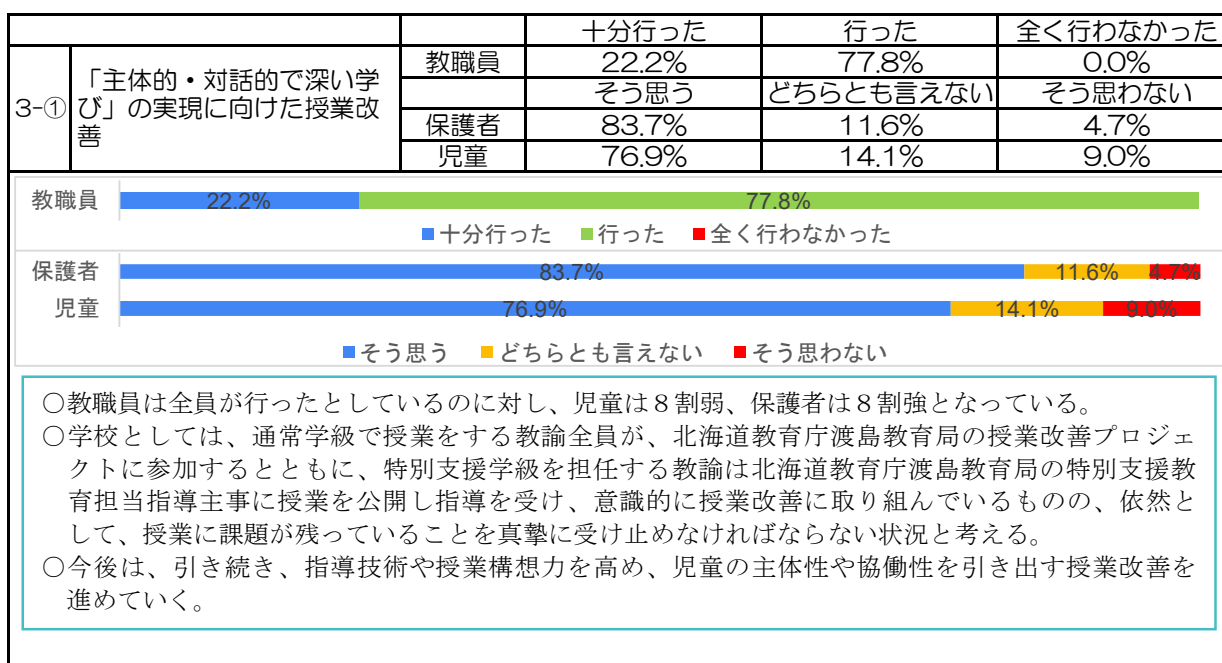 十分行った 行った 全く行わなかった
教職員 22.2% 77.8% 0.0%
そう思う どちらとも言えない そう思わない
3-① 「主体的・対話的で深い学
び」の実現に向けた授業改
善
保護者 83.7% 11.6% 4.7%
児童 76.9% 14.1% 9.0%
教職員 22.2% 77.8%
十分行った 行った 全く行わなかった
保護者 83.7% 11.6% 4.7%
児童 76.9% 14.1% 9.0%
そう思う どちらとも言えない そう思わない
○教職員は全員が行ったとしているのに対し、児童は８割弱、保護者は８割強となっている。
○学校としては、通常学級で授業をする教諭全員が、北海道教育庁渡島教育局の授業改善プロジェ
クトに参加するとともに、特別支援学級を担任する教諭は北海道教育庁渡島教育局の特別支援教
育担当指導主事に授業を公開し指導を受け、意識的に授業改善に取り組んでいるものの、依然と
して、授業に課題が残っていることを真摯に受け止めなければならない状況と考える。
○今後は、引き続き、指導技術や授業構想力を高め、児童の主体性や協働性を引き出す授業改善を
進めていく。